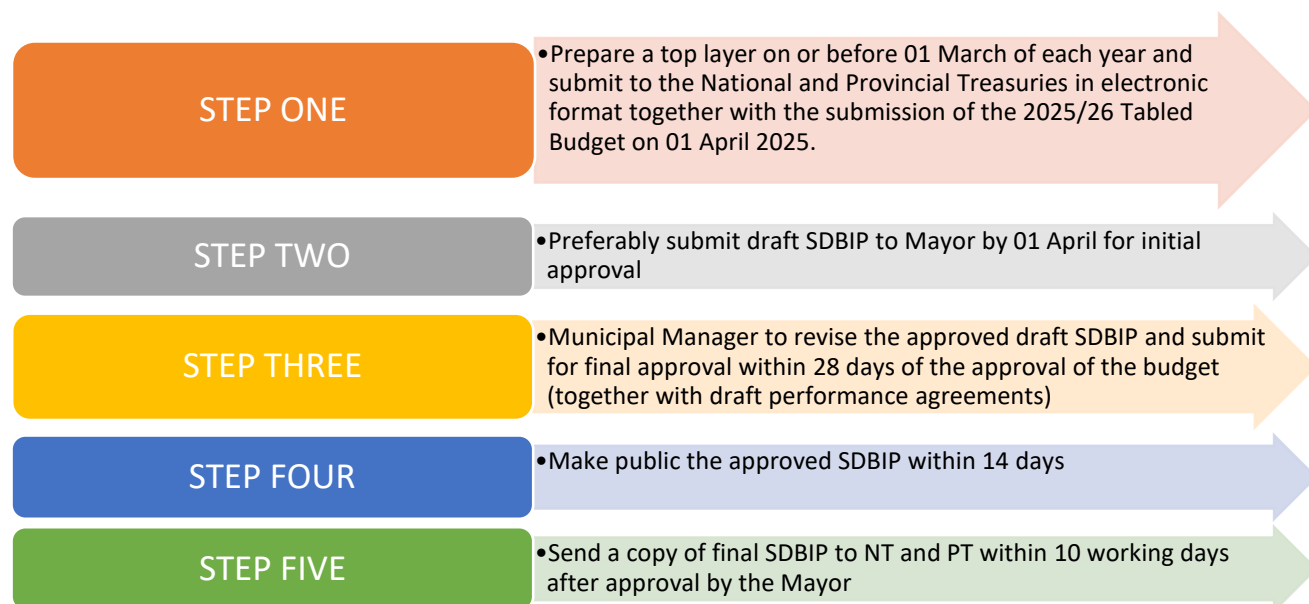 STEP ONE
•Prepare a top layer on or before 01 March of each year and
submit to the National and Provincial Treasuries in electronic
format together with the submission of the 2025/26 Tabled
Budget on 01 April 2025.
STEP TWO
•Preferably submit draft SDBIP to Mayor by 01 April for initial
approval
STEP THREE
•Municipal Manager to revise the approved draft SDBIP and submit
for final approval within 28 days of the approval of the budget
(together with draft performance agreements)
STEP FOUR
•Make public the approved SDBIP within 14 days
STEP FIVE
•Send a copy of final SDBIP to NT and PT within 10 working days
after approval by the Mayor